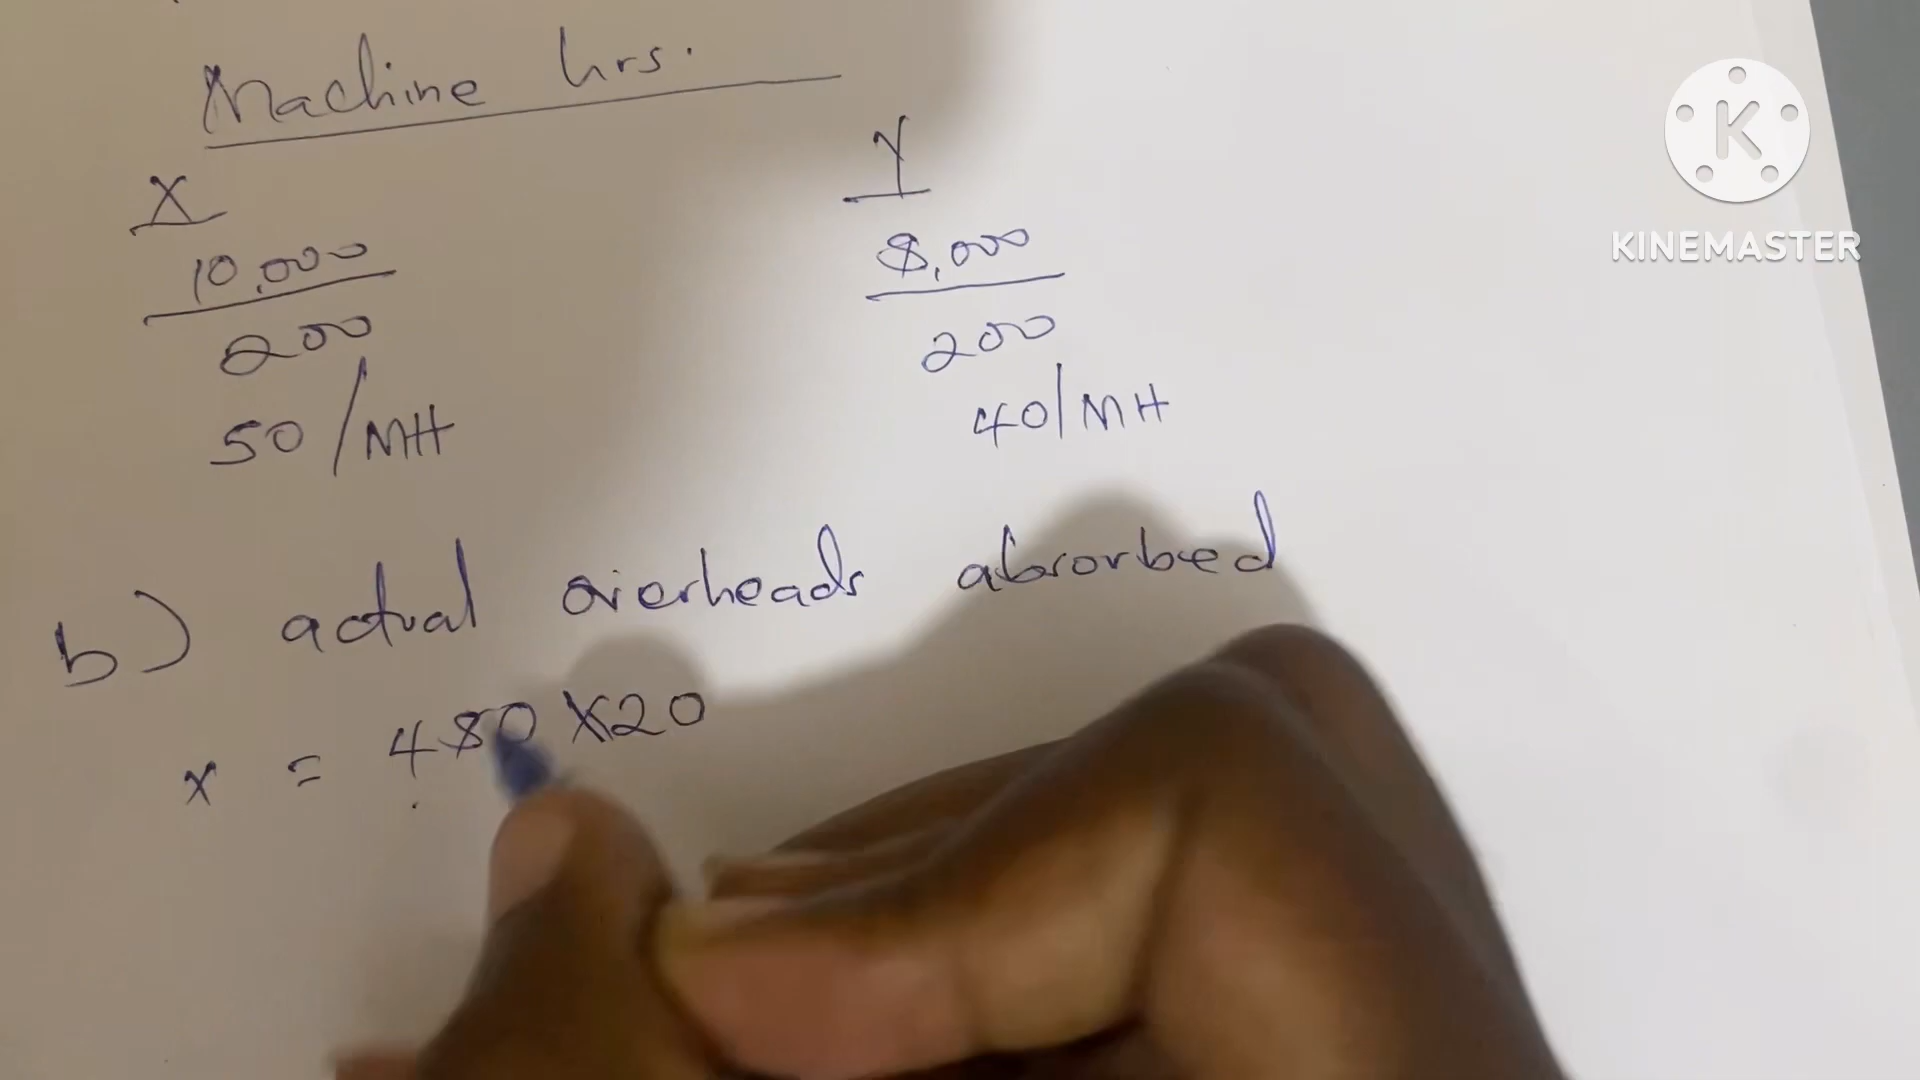 Machine hrs.
X Y
10,000 8,000
200 200
50/MH 40/MH
b) actual overheads absorbed
x = 480 X20
K
KINEMASTER